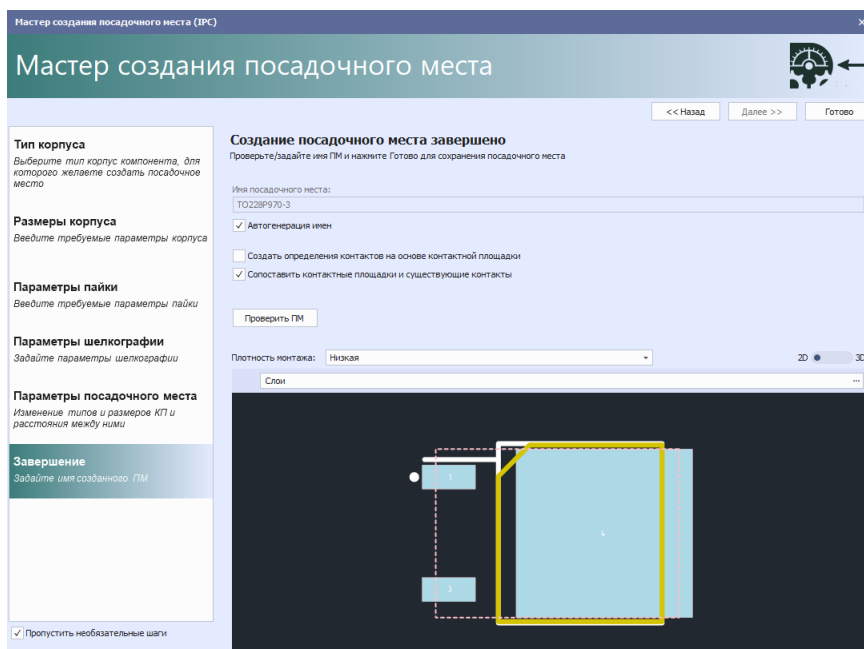 Мастер создания посадочного места (IPC)
Мастер создания посадочного места
<< Назад
Далее >>
Готово
Тип корпуса
Выберите тип корпус компонента, для
которого желаете создать посадочное
место
Размеры корпуса
Введите требуемые параметры корпуса
Параметры пайки
Введите требуемые параметры пайки
Параметры шелкографии
Задайте параметры шелкографии
Параметры посадочного места
Изменение типов и размеров КП и
расстояния между ними
Завершение
Задайте имя созданного ПМ
Пропустить необязательные шаги
Создание посадочного места завершено
Проверьте/задайте имя ПМ и нажмите Готово для сохранения посадочного места
Имя посадочного места:
TO228P970-3
Автогенерация имен
Создать определения контактов на основе контактной площадки
Сопоставить контактные площадки и существующие контакты
Проверить ПМ
Плотность монтажа:
Низкая
2D
3D
Слои
...
1
3
4